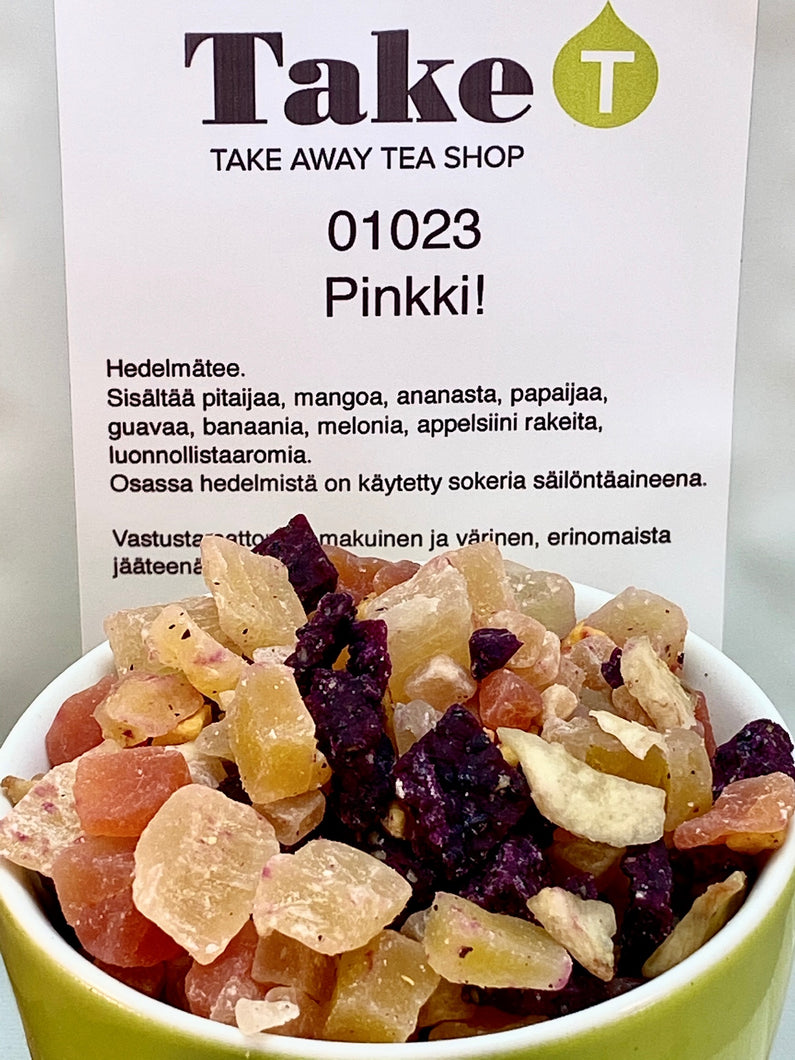 Take T
TAKE AWAY TEA SHOP
01023
Pinkki!
Hedelmätee.
Sisältää pitaijaa, mangoa, ananasta, papaijaa,
guavaa, banaania, melonia, appelsiini rakeita,
luonnollistaaromia.
Osassa hedelmistä on käytetty sokeria säilöntäaineena.
makuinen ja värinen, erinomaista